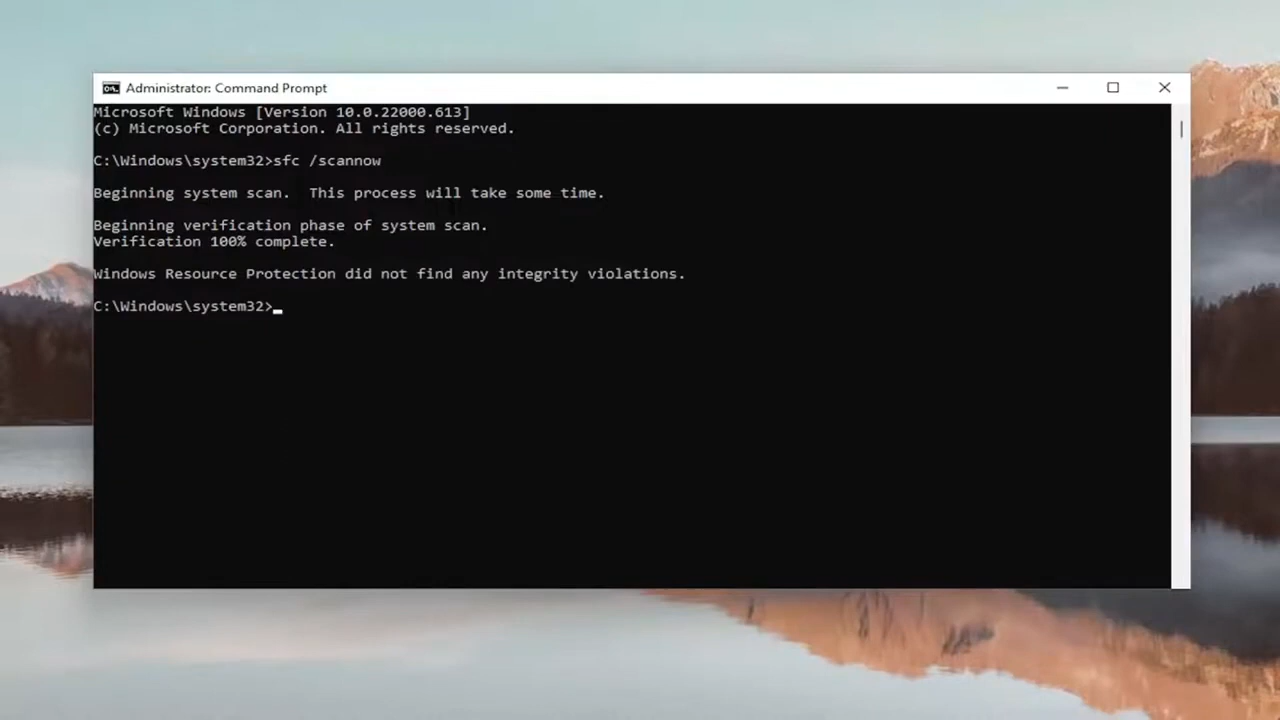 Administrator: Command Prompt
Microsoft Windows [Version 10.0.22000.613]
(c) Microsoft Corporation. All rights reserved.
C:\Windows\system32>sfc /scannow
Beginning system scan.  This process will take some time.
Beginning verification phase of system scan.
Verification 100% complete.
Windows Resource Protection did not find any integrity violations.
C:\Windows\system32>